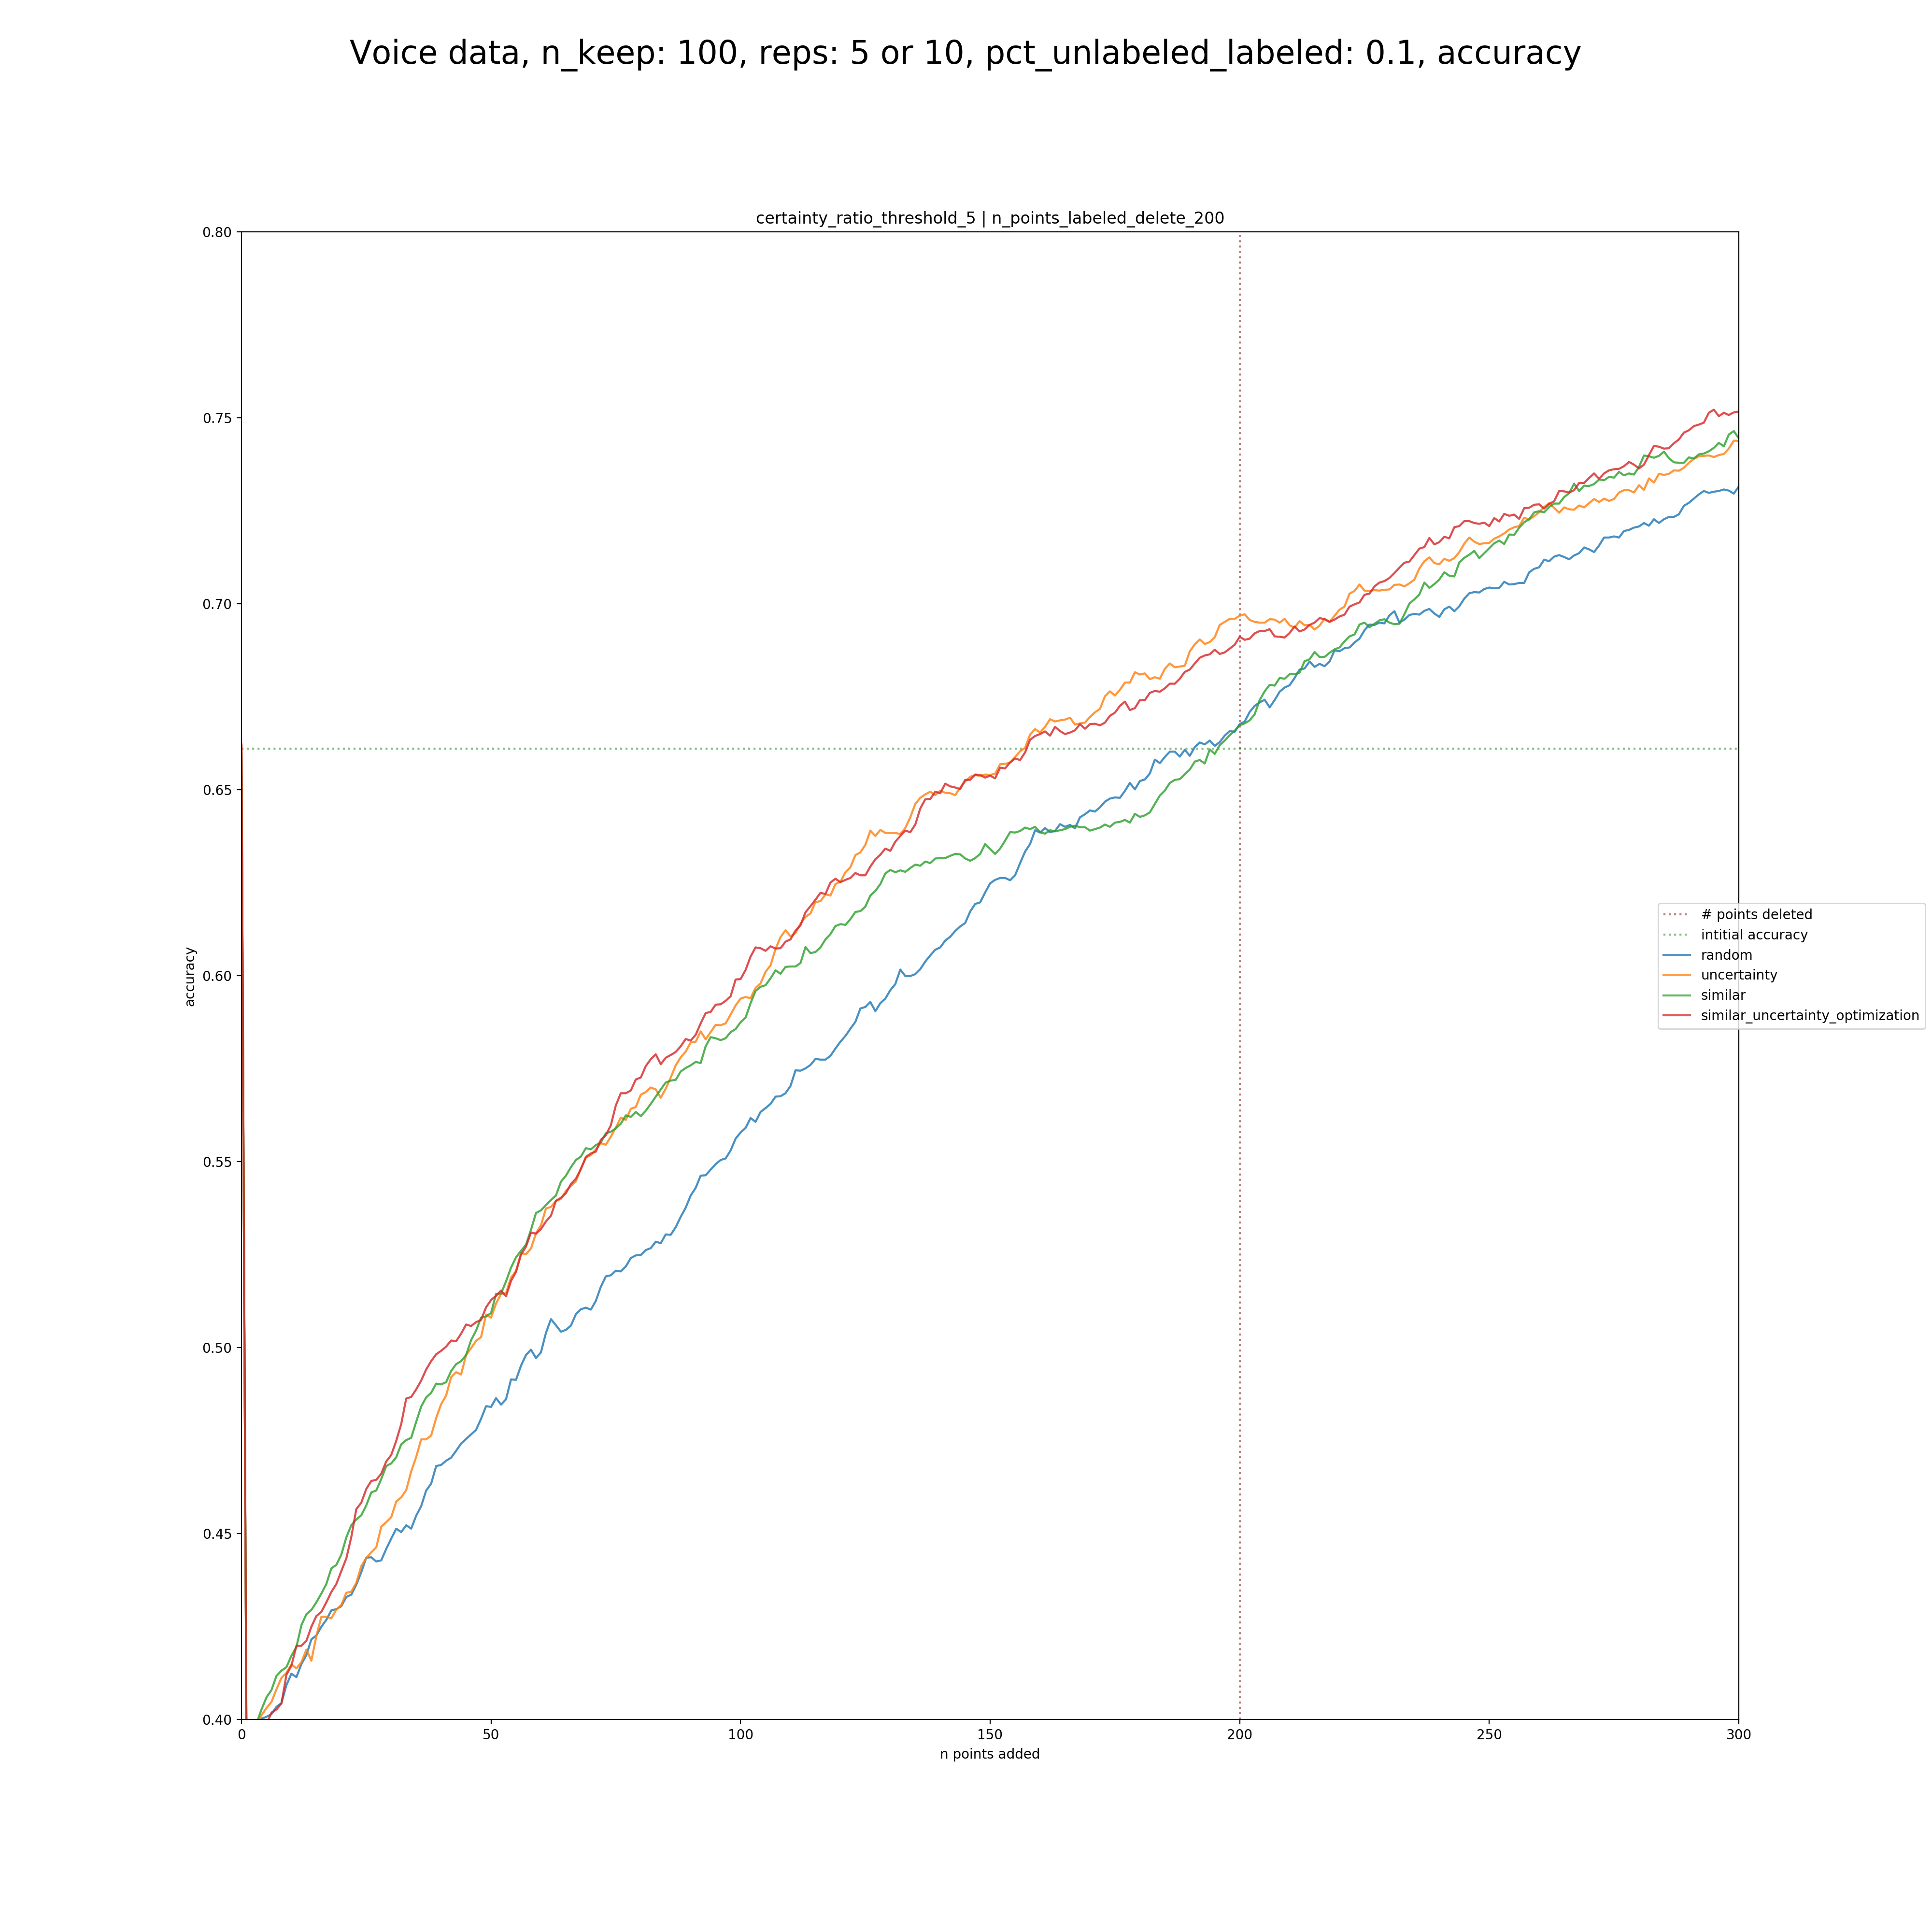 Voice data, n_keep: 100, reps: 5 or 10, pct_unlabeled_labeled: 0.1, accuracy
certainty_ratio_threshold_5 | n_points_labeled_delete_200
0.80
0.75
0.70
0.65
0.60
0.55
0.50
0.45
0.40
accuracy
# points deleted
intitial accuracy
random
uncertainty
similar
similar_uncertainty_optimization
0 50 100 150 200 250 300
n points added